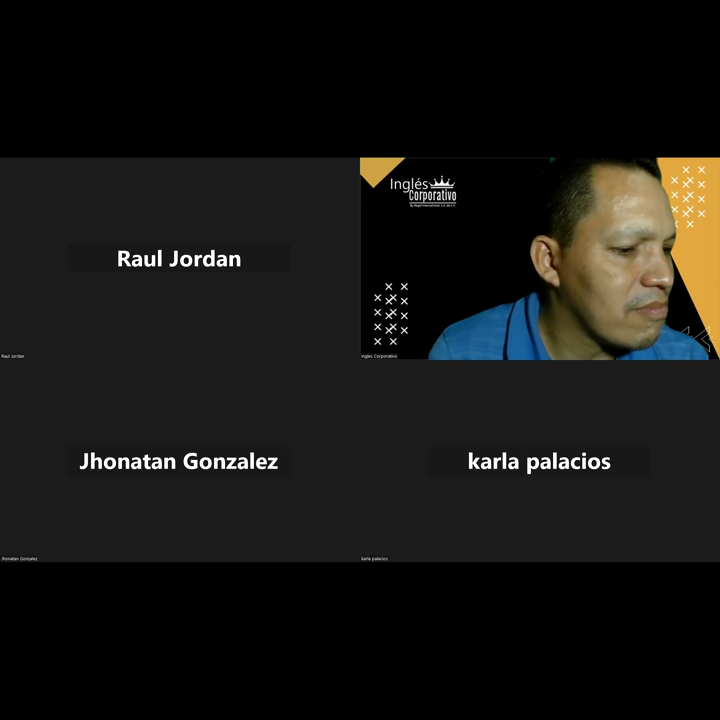 Raul Jordan
Raul Jordan
Inglés
Corporativo
Ingles Corporativo
Jhonatan Gonzalez
Jhonatan Gonzalez
karla palacios
karla palacios